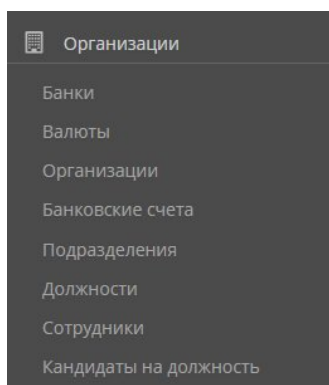 Организации
Банки
Валюты
Организации
Банковские счета
Подразделения
Должности
Сотрудники
Кандидаты на должность